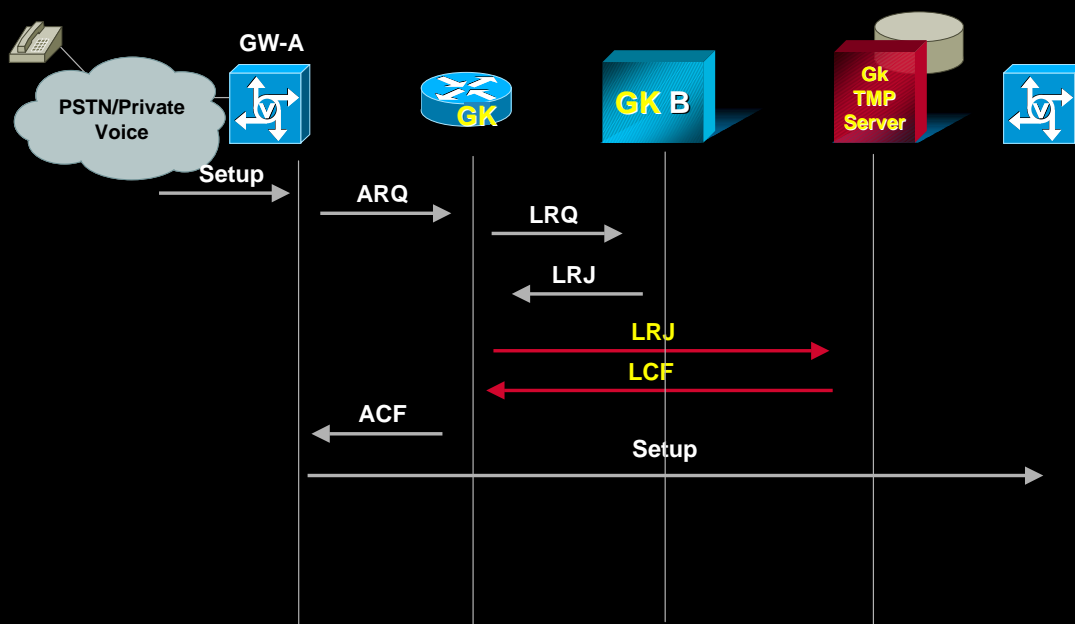 GW-A
PSTN/Private
Voice
V
GK
GK B
Gk
TMP
Server
V
Setup
ARQ
LRQ
LRJ
LRJ
LCF
ACF
Setup